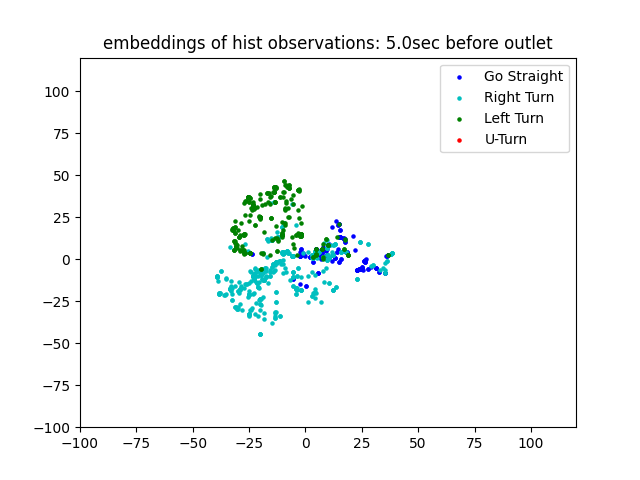 embeddings of hist observations: 5.0sec before outlet
Go Straight
Right Turn
Left Turn
U-Turn
100
75
50
25
0
−25
−50
−75
−100
−100 −75 −50 −25 0 25 50 75 100